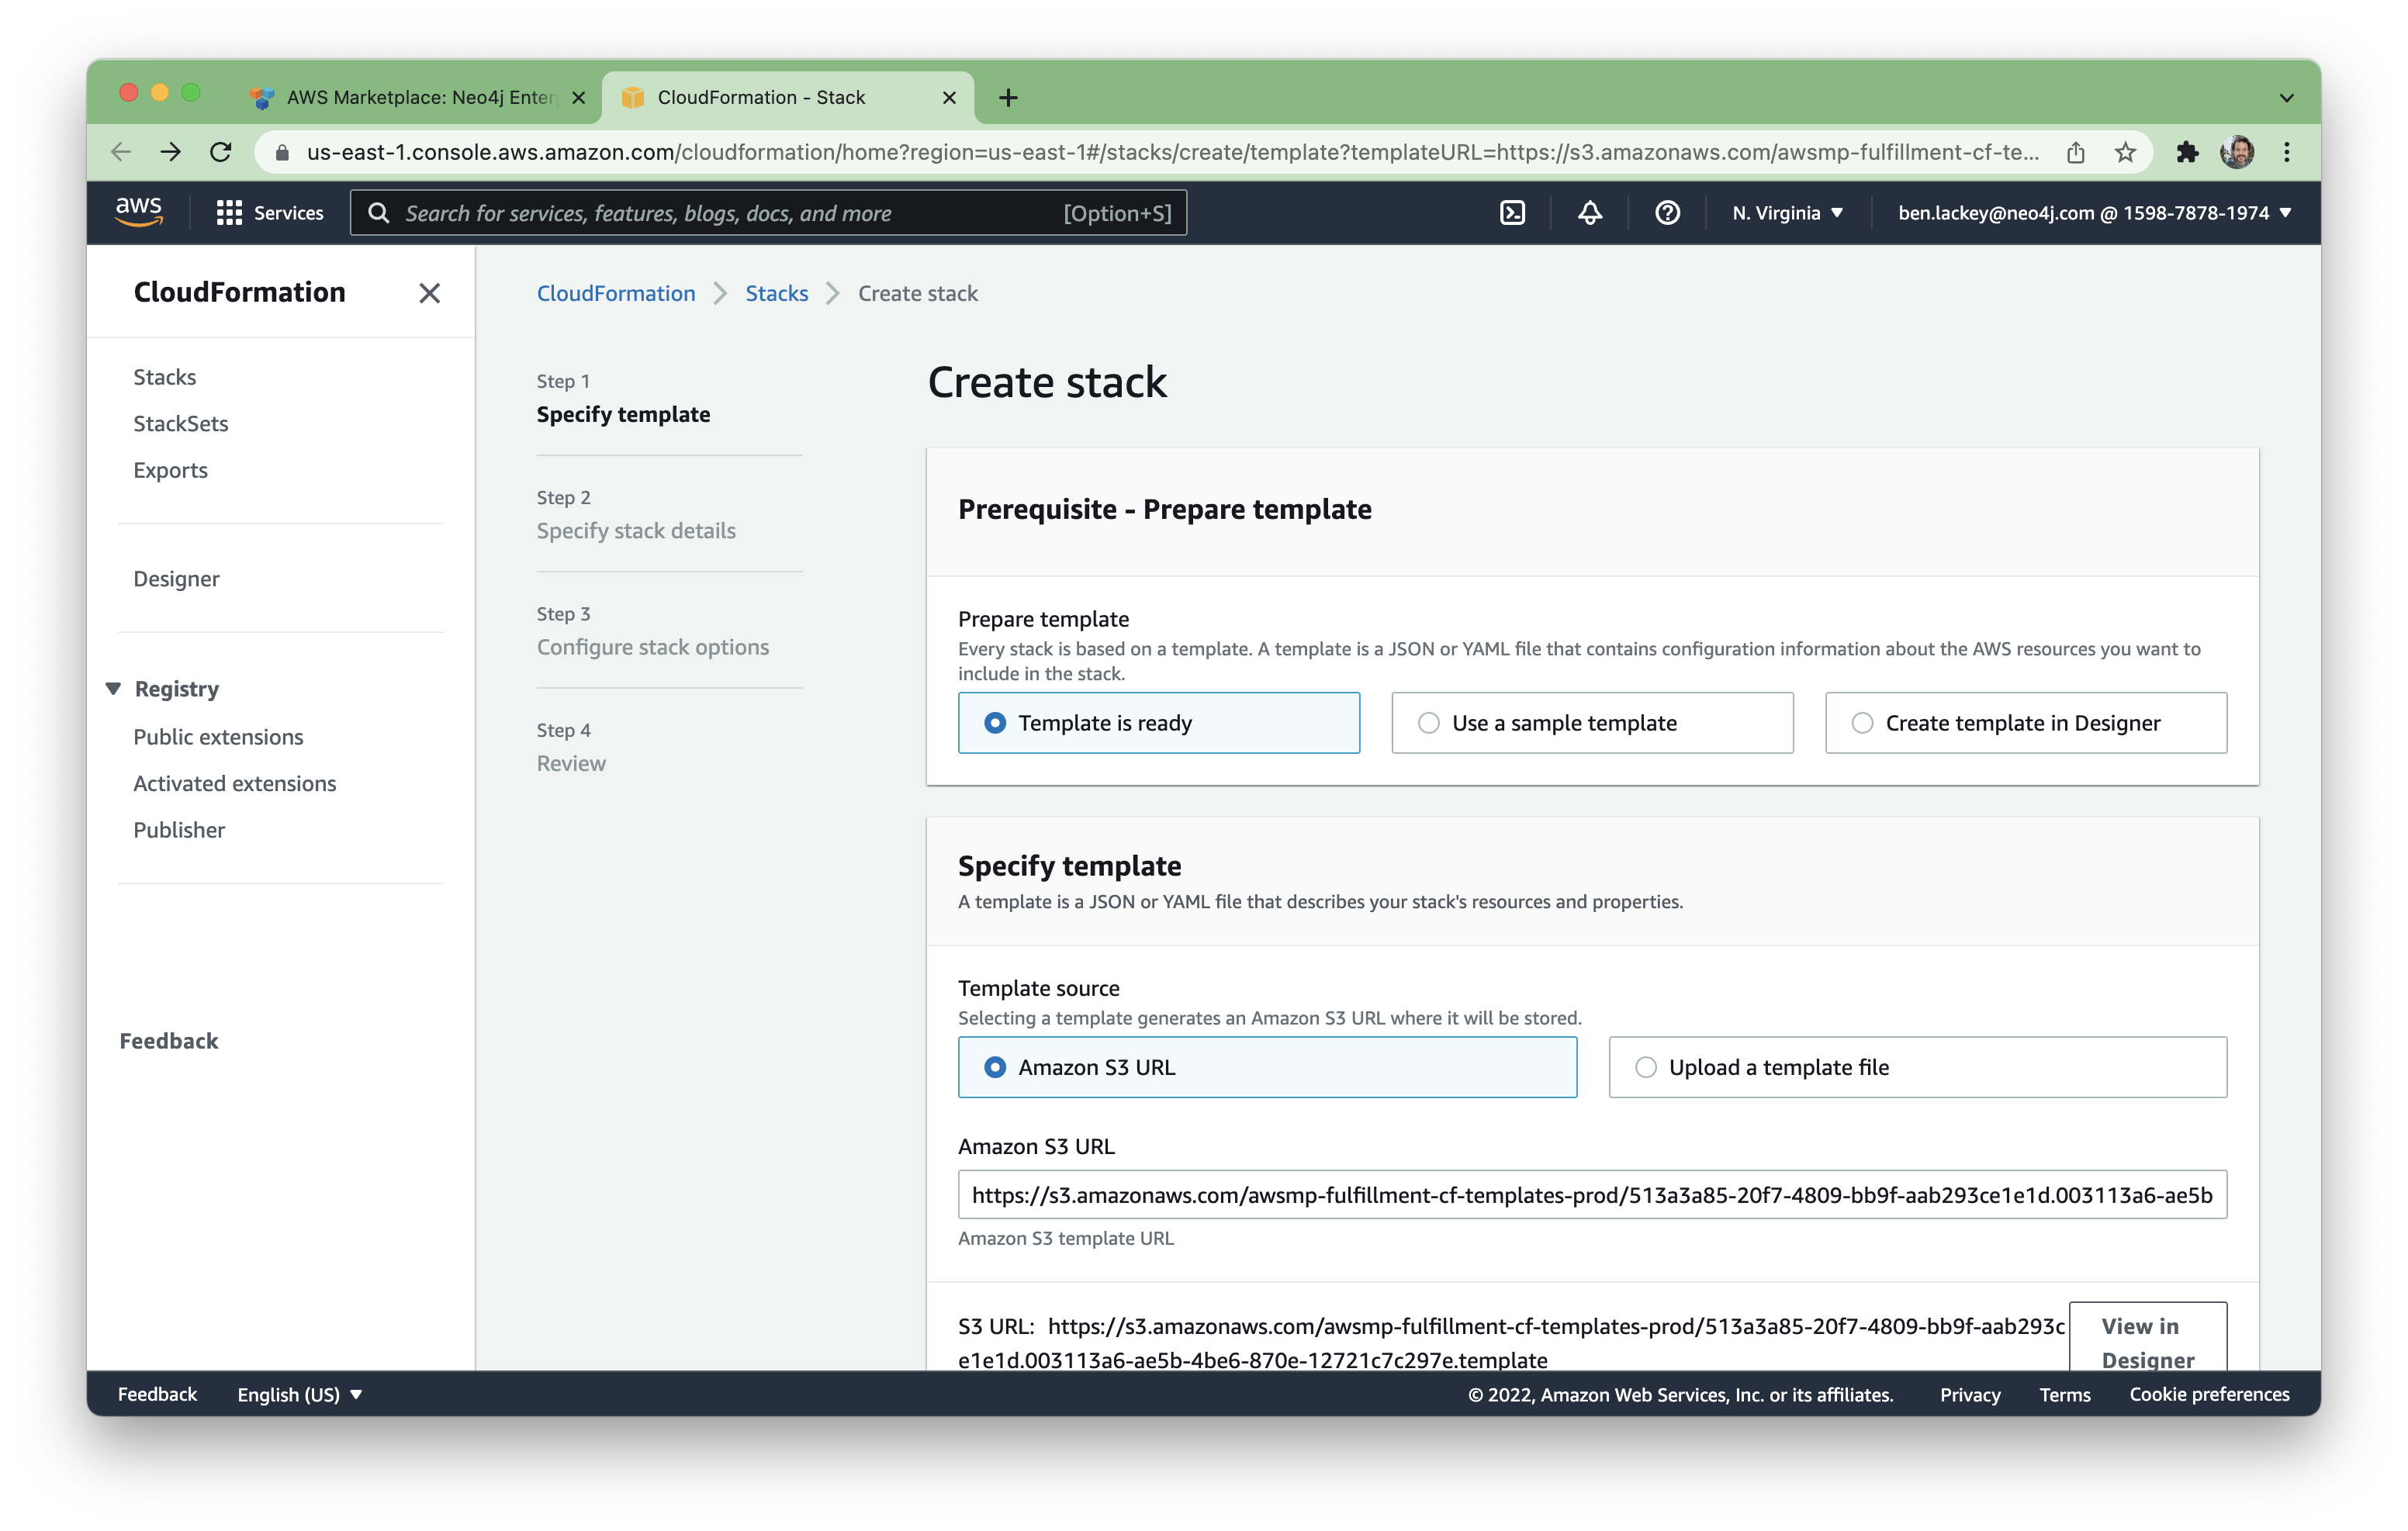 AWS Marketplace: Neo4j Enter
CloudFormation - Stack
us-east-1.console.aws.amazon.com/cloudformation/home?region=us-east-1#/stacks/create/template?templateURL=https://s3.amazonaws.com/awsmp-fulfillment-cf-te...
aws
Services
Search for services, features, blogs, docs, and more
[Option+S]
N. Virginia
ben.lackey@neo4j.com @ 1598-7878-1974
CloudFormation
Stacks
StackSets
Exports
Designer
Registry
Public extensions
Activated extensions
Publisher
Feedback
CloudFormation
Stacks
Create stack
Step 1
Specify template
Step 2
Specify stack details
Step 3
Configure stack options
Step 4
Review
Create stack
Prerequisite - Prepare template
Prepare template
Every stack is based on a template. A template is a JSON or YAML file that contains configuration information about the AWS resources you want to
include in the stack.
Template is ready
Use a sample template
Create template in Designer
Specify template
A template is a JSON or YAML file that describes your stack's resources and properties.
Template source
Selecting a template generates an Amazon S3 URL where it will be stored.
Amazon S3 URL
Upload a template file
Amazon S3 URL
https://s3.amazonaws.com/awsmp-fulfillment-cf-templates-prod/513a3a85-20f7-4809-bb9f-aab293ce1e1d.003113a6-ae5b
Amazon S3 template URL
S3 URL: https://s3.amazonaws.com/awsmp-fulfillment-cf-templates-prod/513a3a85-20f7-4809-bb9f-aab293c
e1e1d.003113a6-ae5b-4be6-870e-12721c7c297e.template
View in
Designer
Feedback
English (US)
© 2022, Amazon Web Services, Inc. or its affiliates.
Privacy
Terms
Cookie preferences